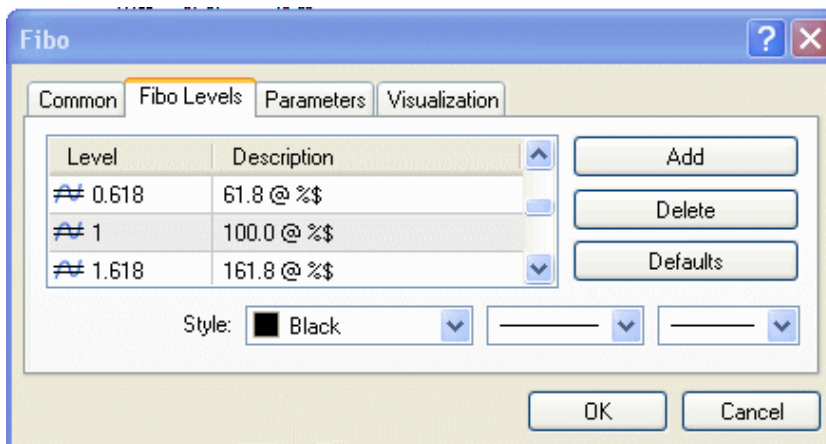 Fibo
Common Fibo Levels Parameters Visualization
Level Description
0.618 61.8 @ %$
1 100.0 @ %$
1.618 161.8 @ %$
Add
Delete
Defaults
Style: Black
OK Cancel